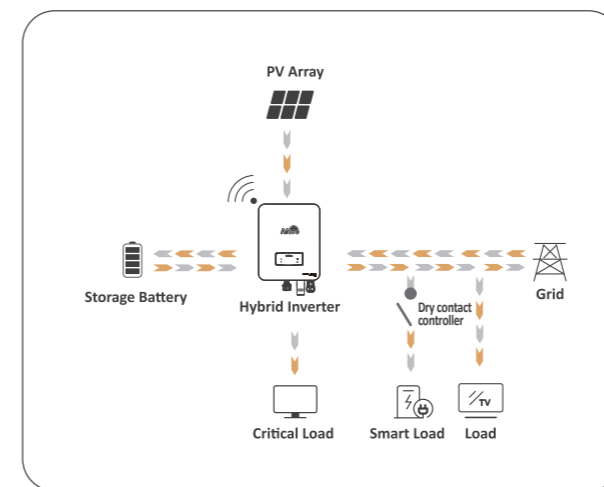 PV Array
Storage Battery
Hybrid Inverter
Grid
Dry contact
controller
Critical Load
Smart Load
Load
TV